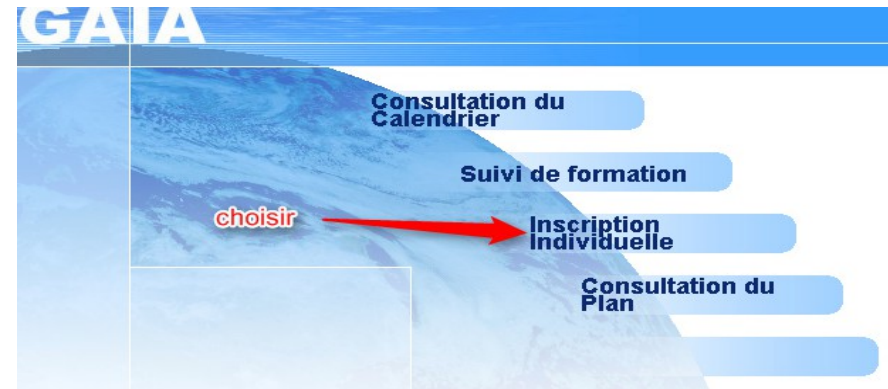 GAIA
Consultation du
Calendrier
Suivi de formation
choisir
Inscription
Individuelle
Consultation du
Plan